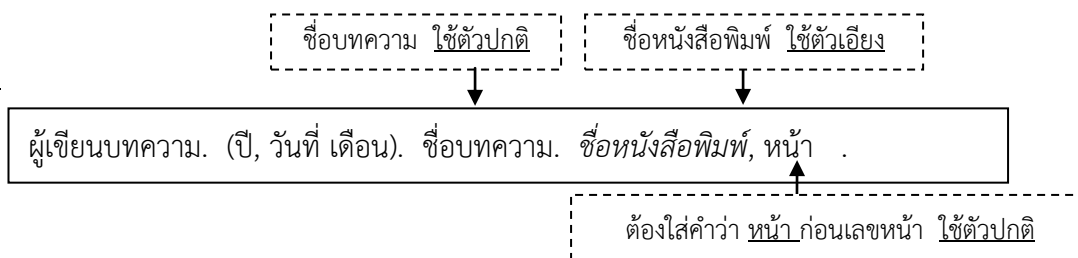 ชื่อบทความ ใช้ตัวปกติ
ชื่อหนังสือพิมพ์ ใช้ตัวเอียง
ผู้เขียนบทความ. (ปี, วันที่ เดือน). ชื่อบทความ. ชื่อหนังสือพิมพ์, หน้า .
ต้องใส่คำว่า หน้า ก่อนเลขหน้า ใช้ตัวปกติ